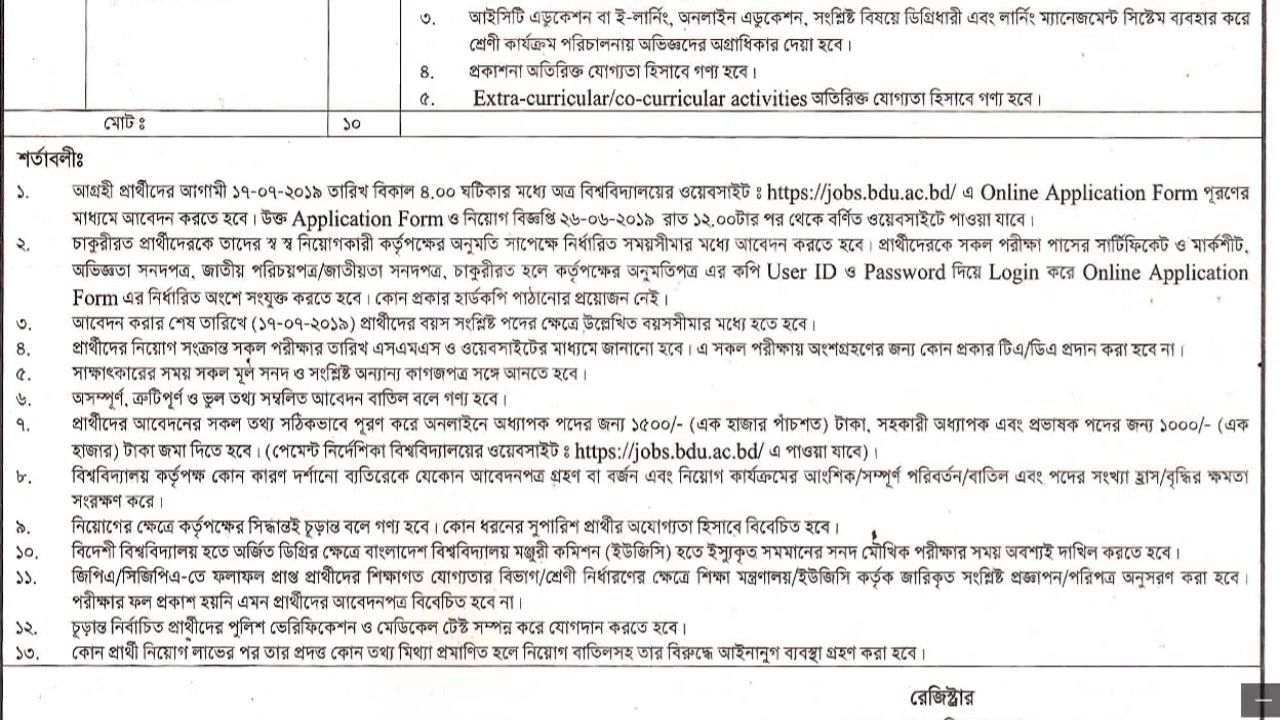 ৩. আইসিটি এডুকেশন বা ই-লার্নিং, অনলাইন এডুকেশন, সংশ্লিষ্ট বিষয়ে ডিগ্রিধারী এবং লার্নিং ম্যানেজমেন্ট সিস্টেম ব্যবহার করে
শ্রেণী কার্যক্রম পরিচালনায় অভিজ্ঞদের অগ্রাধিকার দেয়া হবে।
৪. প্রকাশনা অতিরিক্ত যোগ্যতা হিসাবে গণ্য হবে।
৫. Extra-curricular/co-curricular activities অতিরিক্ত যোগ্যতা হিসাবে গণ্য হবে।
মোট ঃ ১০
শর্তাবলীঃ
১. আগ্রহী প্রার্থীদের আগামী ১৭-০৭-২০১৯ তারিখ বিকাল ৪.০০ ঘটিকার মধ্যে অত্র বিশ্ববিদ্যালয়ের ওয়েবসাইট ঃ https://jobs.bdu.ac.bd/ এ Online Application Form পূরণের
মাধ্যমে আবেদন করতে হবে। উক্ত Application Form ও নিয়োগ বিজ্ঞপ্তি ২৬-০৬-২০১৯ রাত ১২.০০টার পর থেকে বর্ণিত ওয়েবসাইটে পাওয়া যাবে।
২. চাকুরীরত প্রার্থীদেরকে তাদের স্ব স্ব নিয়োগকারী কর্তৃপক্ষের অনুমতি সাপেক্ষে নির্ধারিত সময়সীমার মধ্যে আবেদন করতে হবে। প্রার্থীদেরকে সকল পরীক্ষা পাসের সার্টিফিকেট ও মার্কশীট,
অভিজ্ঞতা সনদপত্র, জাতীয় পরিচয়পত্র/জাতীয়তা সনদপত্র, চাকুরীরত হলে কর্তৃপক্ষের অনুমতিপত্র এর কপি User ID ও Password দিয়ে Login করে Online Application
Form এর নির্ধারিত অংশে সংযুক্ত করতে হবে। কোন প্রকার হার্ডকপি পাঠানোর প্রয়োজন নেই।
৩. আবেদন করার শেষ তারিখে (১৭-০৭-২০১৯) প্রার্থীদের বয়স সংশ্লিষ্ট পদের ক্ষেত্রে উল্লেখিত বয়সসীমার মধ্যে হতে হবে।
৪. প্রার্থীদের নিয়োগ সংক্রান্ত সকল পরীক্ষার তারিখ এসএমএস ও ওয়েবসাইটের মাধ্যমে জানানো হবে। এ সকল পরীক্ষায় অংশগ্রহণের জন্য কোন প্রকার টিএ/ডিএ প্রদান করা হবে না।
৫. সাক্ষাৎকারের সময় সকল মূল সনদ ও সংশ্লিষ্ট অন্যান্য কাগজপত্র সঙ্গে আনতে হবে।
৬. অসম্পূর্ণ, ত্রুটিপূর্ণ ও ভুল তথ্য সম্বলিত আবেদন বাতিল বলে গণ্য হবে।
৭. প্রার্থীদের আবেদনের সকল তথ্য সঠিকভাবে পূরণ করে অনলাইনে অধ্যাপক পদের জন্য ১৫০০/- (এক হাজার পাঁচশত) টাকা, সহকারী অধ্যাপক এবং প্রভাষক পদের জন্য ১০০০/- (এক
হাজার) টাকা জমা দিতে হবে। (পেমেন্ট নির্দেশিকা বিশ্ববিদ্যালয়ের ওয়েবসাইট ঃ https://jobs.bdu.ac.bd/ এ পাওয়া যাবে)।
৮. বিশ্ববিদ্যালয় কর্তৃপক্ষ কোন কারণ দর্শানো ব্যতিরেকে যেকোন আবেদনপত্র গ্রহণ বা বর্জন এবং নিয়োগ কার্যক্রমের আংশিক/সম্পূর্ণ পরিবর্তন/বাতিল এবং পদের সংখ্যা হ্রাস/বৃদ্ধির ক্ষমতা
সংরক্ষণ করে।
৯. নিয়োগের ক্ষেত্রে কর্তৃপক্ষের সিদ্ধান্তই চূড়ান্ত বলে গণ্য হবে। কোন ধরনের সুপারিশ প্রার্থীর অযোগ্যতা হিসাবে বিবেচিত হবে।
১০. বিদেশী বিশ্ববিদ্যালয় হতে অর্জিত ডিগ্রির ক্ষেত্রে বাংলাদেশ বিশ্ববিদ্যালয় মঞ্জুরী কমিশন (ইউজিসি) হতে ইস্যুকৃত সমমানের সনদ মৌখিক পরীক্ষার সময় অবশ্যই দাখিল করতে হবে।
১১. জিপিএ/সিজিপিএ-তে ফলাফল প্রাপ্ত প্রার্থীদের শিক্ষাগত যোগ্যতার বিভাগ/শ্রেণী নির্ধারণের ক্ষেত্রে শিক্ষা মন্ত্রণালয়/ইউজিসি কর্তৃক জারিকৃত সংশ্লিষ্ট প্রজ্ঞাপন/পরিপত্র অনুসরণ করা হবে।
পরীক্ষার ফল প্রকাশ হয়নি এমন প্রার্থীদের আবেদনপত্র বিবেচিত হবে না।
১২. চূড়ান্ত নির্বাচিত প্রার্থীদের পুলিশ ভেরিফিকেশন ও মেডিকেল টেস্ট সম্পন্ন করে যোগদান করতে হবে।
১৩. কোন প্রার্থী নিয়োগ লাভের পর তার প্রদত্ত কোন তথ্য মিথ্যা প্রমাণিত হলে নিয়োগ বাতিলসহ তার বিরুদ্ধে আইনানুগ ব্যবস্থা গ্রহণ করা হবে।
রেজিস্ট্রার